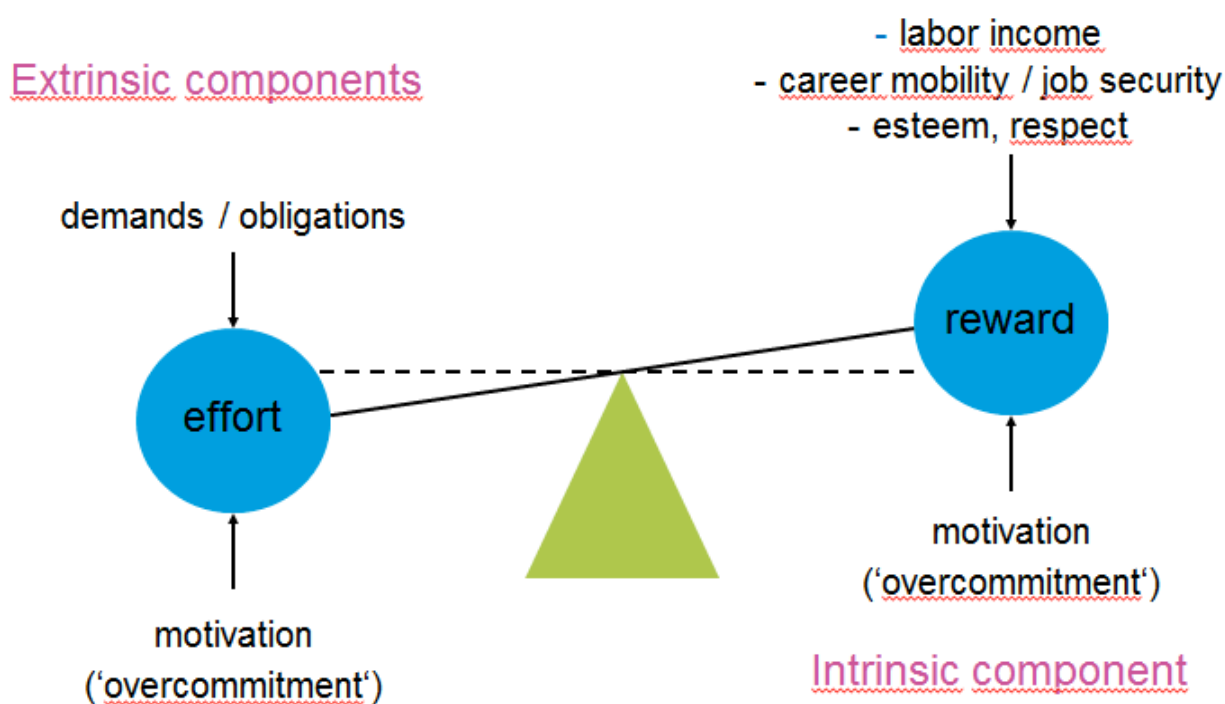 - labor income
Extrinsic components
- career mobility / job security
- esteem, respect
demands / obligations
reward
effort
motivation
(‘overcommitment‘)
motivation
(‘overcommitment‘)
Intrinsic component